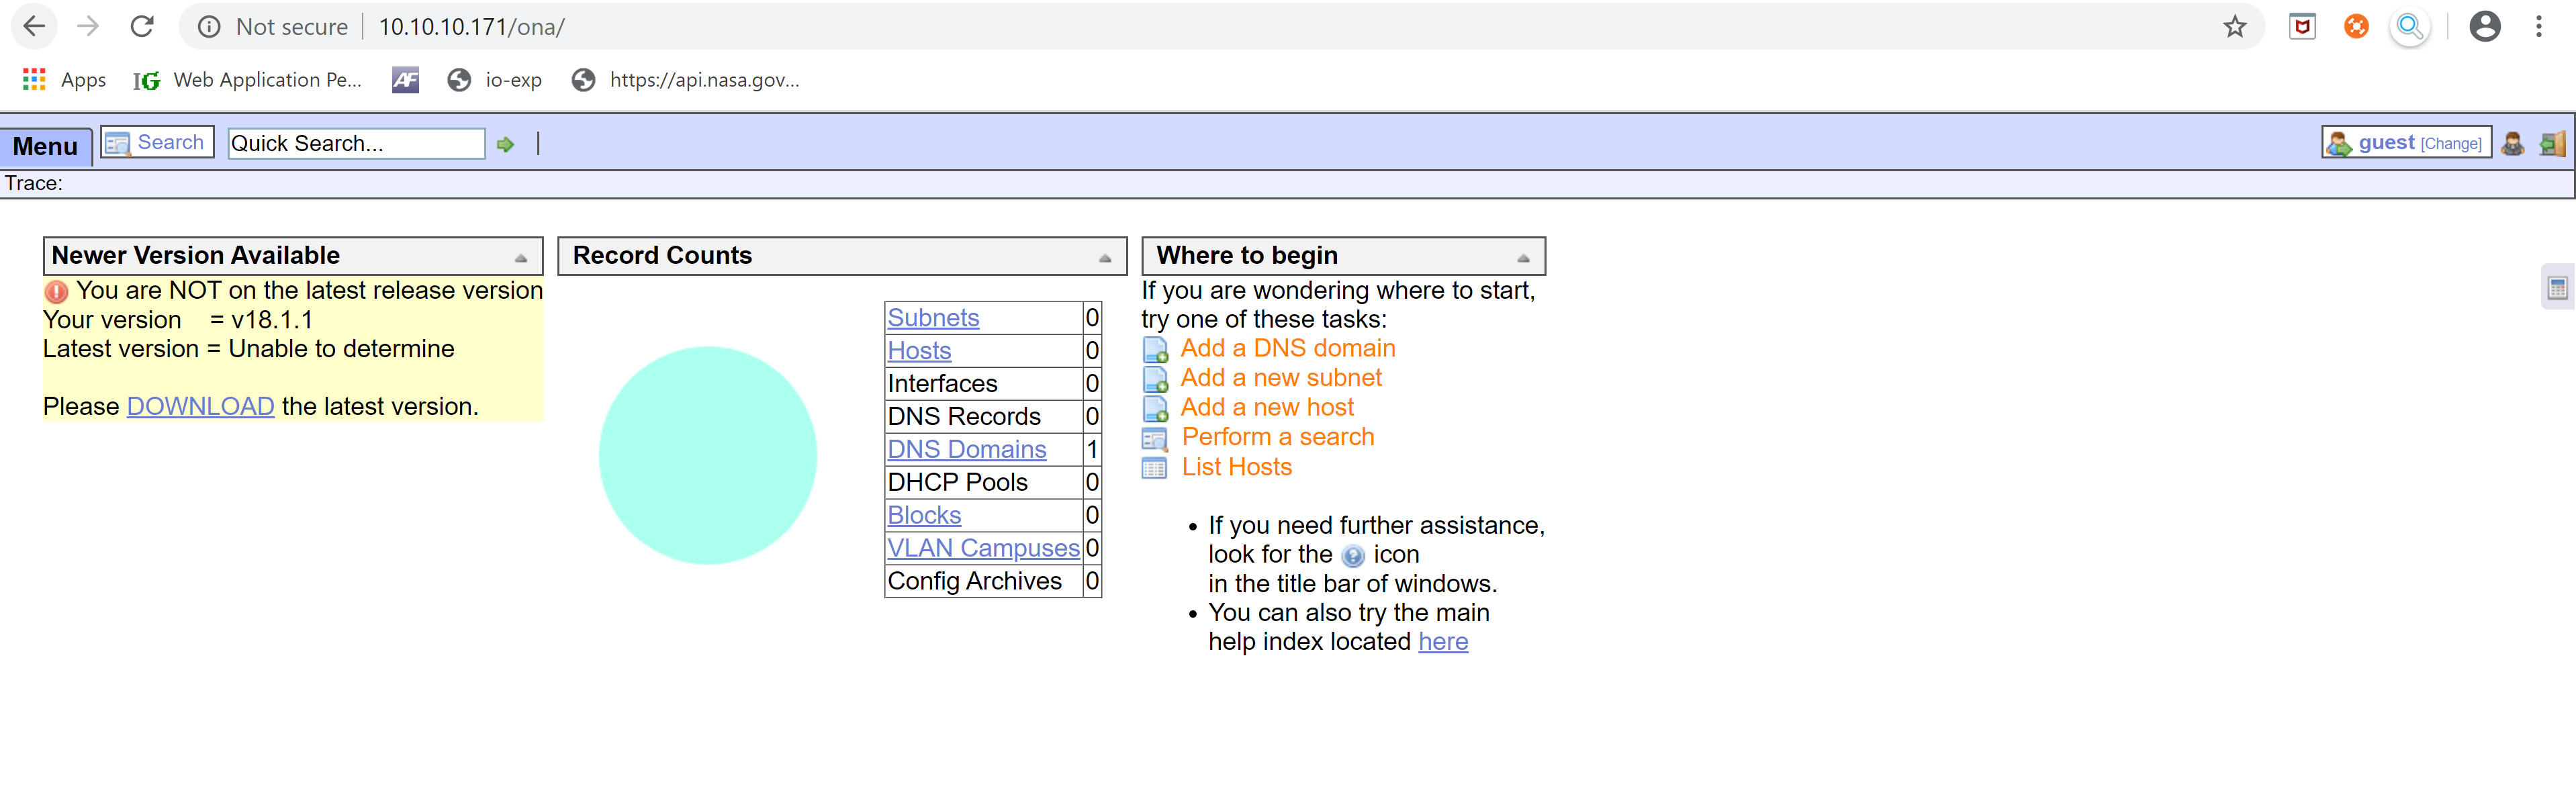 Not secure 10.10.10.171/ona/
Apps IG Web Application Pe... AF io-exp https://api.nasa.gov...
Menu Search Quick Search... guest [Change]
Trace:
Newer Version Available
You are NOT on the latest release version
Your version = v18.1.1
Latest version = Unable to determine
Please DOWNLOAD the latest version.
Record Counts
Subnets 0
Hosts 0
Interfaces 0
DNS Records 0
DNS Domains 1
DHCP Pools 0
Blocks 0
VLAN Campuses 0
Config Archives 0
Where to begin
If you are wondering where to start,
try one of these tasks:
Add a DNS domain
Add a new subnet
Add a new host
Perform a search
List Hosts
• If you need further assistance,
look for the ? icon
in the title bar of windows.
• You can also try the main
help index located here